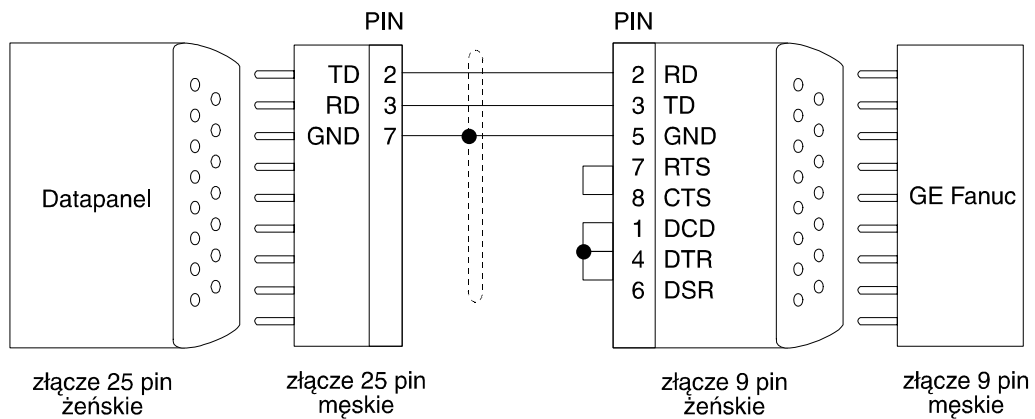 PIN PIN
TD 2 2 RD
RD 3 3 TD
GND 7 5 GND
7 RTS
Datapanel 8 CTS GE Fanuc
1 DCD
4 DTR
6 DSR
złącze 25 pin złącze 25 pin złącze 9 pin złącze 9 pin
żeńskie męskie żeńskie męskie